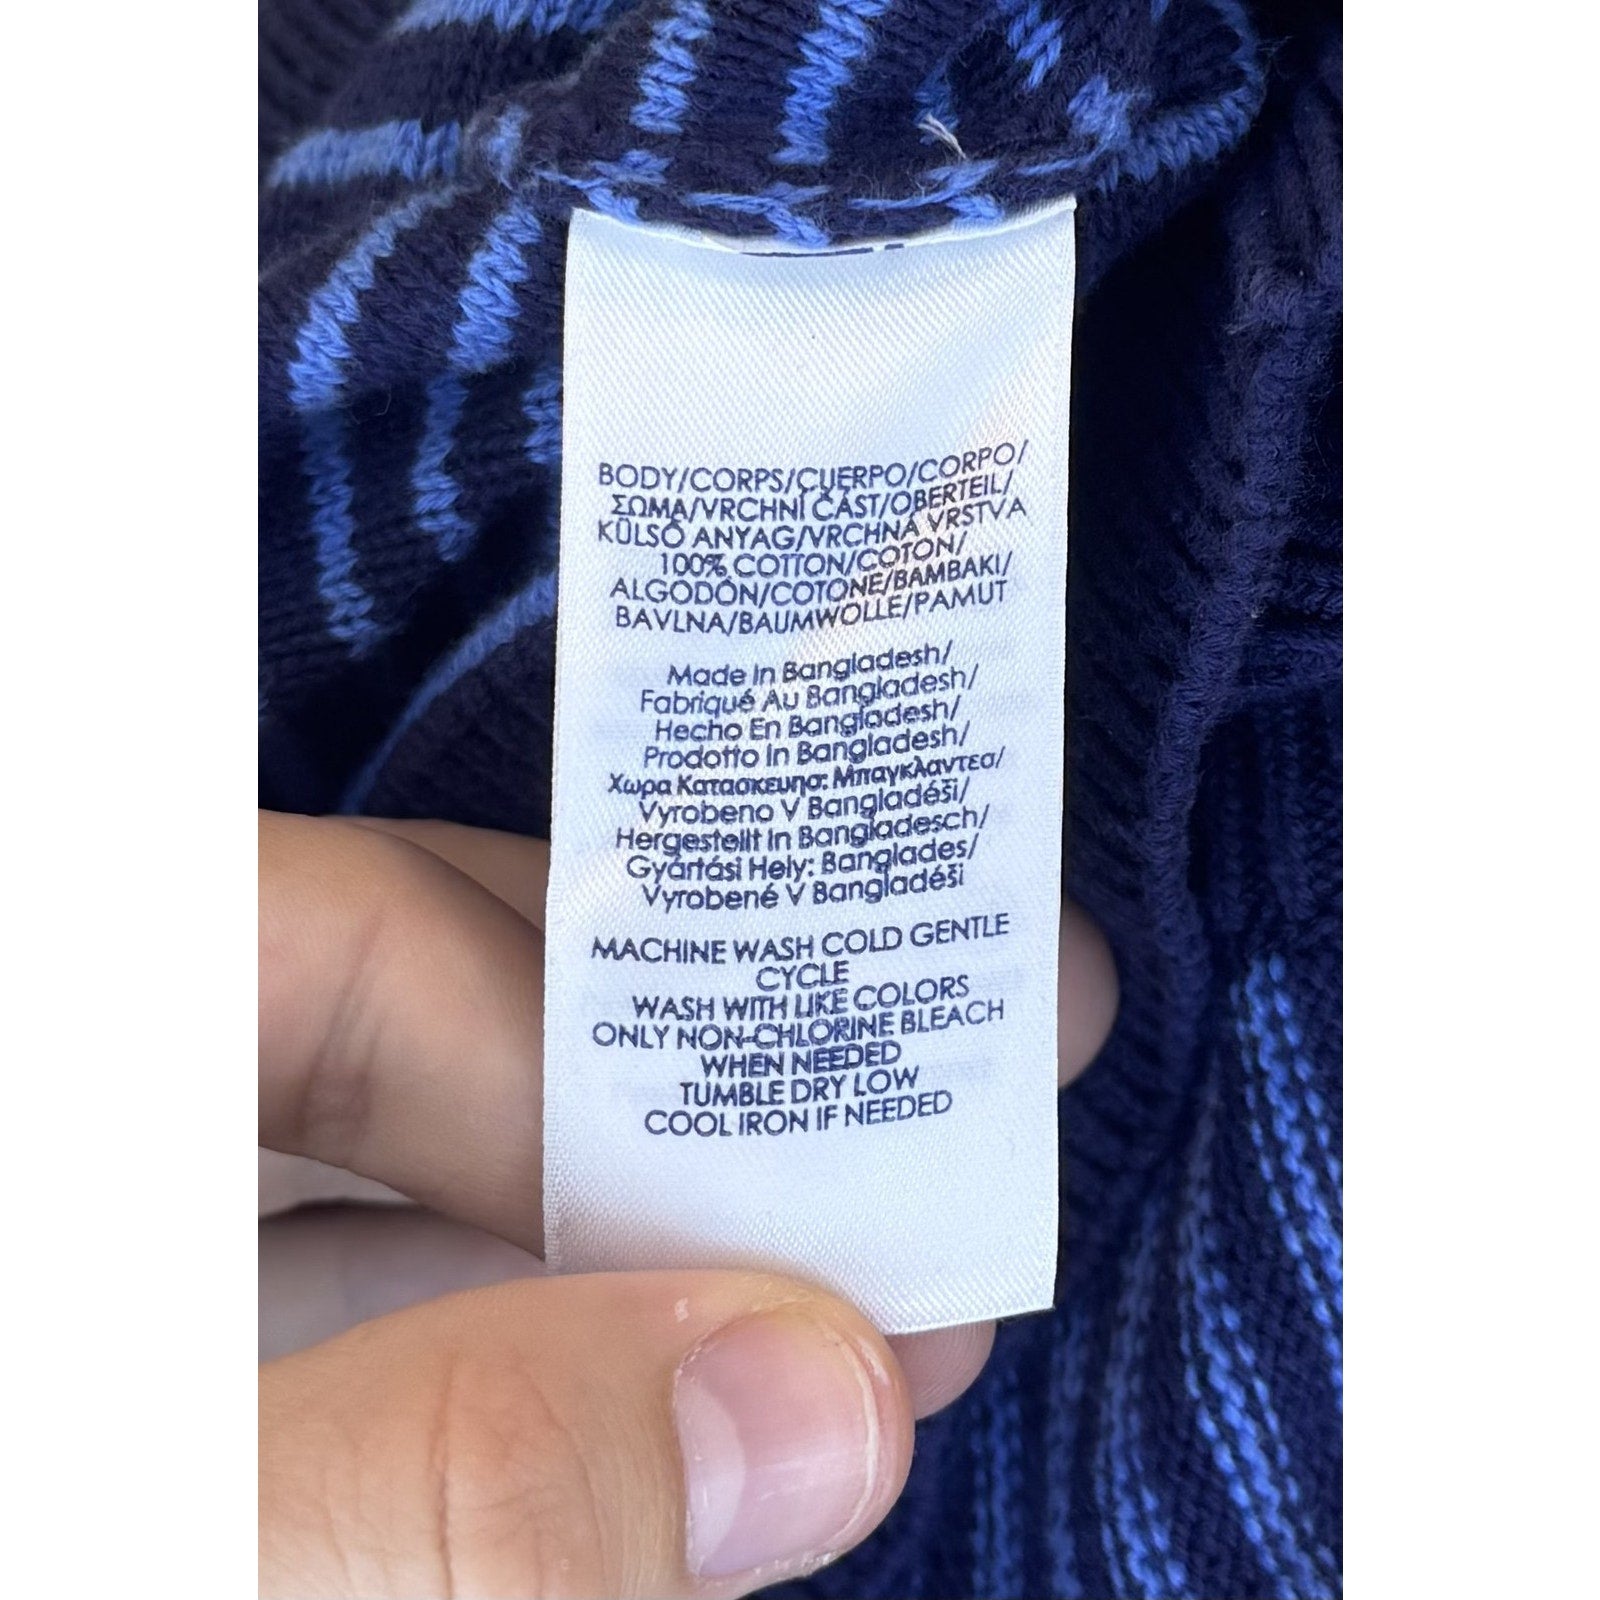 BODY/CORPS/CUERPO/CORPO/
ΣΩΜΑ/VRCHNÍ ČÁST/OBERTEIL/
KÜLSŐ ANYAG/VRCHNÁ VRSTVA
100% COTTON/COTON/
ALGODÓN/COTONE/BAMBAKI/
BAVLNA/BAUMWOLLE/PAMUT
Made In Bangladesh/
Fabriqué Au Bangladesh/
Hecho En Bangladesh/
Prodotto In Bangladesh/
Χωρα Κατασκευησ: Μπαγκλαντεσ/
Vyrobeno V Bangladéši/
Hergestellt In Bangladesch/
Gyártási Hely: Banglades/
Vyrobené V Bangladéši
MACHINE WASH COLD GENTLE
CYCLE
WASH WITH LIKE COLORS
ONLY NON-CHLORINE BLEACH
WHEN NEEDED
TUMBLE DRY LOW
COOL IRON IF NEEDED